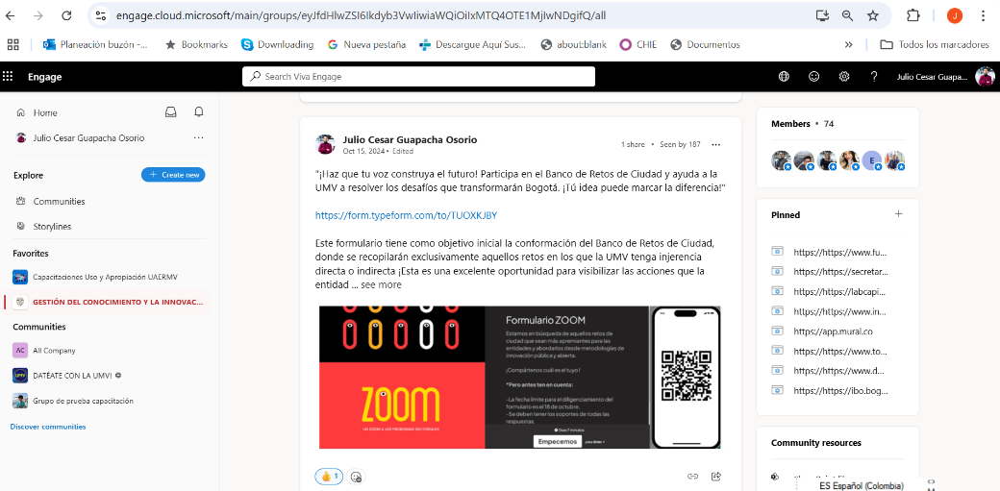 engage.cloud.microsoft/main/groups/eyJfdHlwZSI6Ikdyb3VwIiwiaWQiOiIxMTQ4OTE1MjIwNDgifQ/all
Planeación buzón -...
Bookmarks
Downloading
Nueva pestaña
Descargue Aquí Sus...
about:blank
CHIE
Documentos
»
Todos los marcadores
Engage
Search Viva Engage
Julio Cesar Guapa...
Home
Julio Cesar Guapacha Osorio
Explore
+ Create new
Communities
Storylines
Favorites
Capacitaciones Uso y Apropiación UAERMV
GESTIÓN DEL CONOCIMIENTO Y LA INNOVAC...
Communities
AC All Company
DATÉATE CON LA UMV!
Grupo de prueba capacitación
Discover communities
Julio Cesar Guapacha Osorio
Oct 15, 2024 • Edited
1 share • Seen by 187
"¡Haz que tu voz construya el futuro! Participa en el Banco de Retos de Ciudad y ayuda a la
UMV a resolver los desafíos que transformarán Bogotá. ¡Tú idea puede marcar la diferencia!"
https://form.typeform.com/to/TUOXKJBY
Este formulario tiene como objetivo inicial la conformación del Banco de Retos de Ciudad,
donde se recopilarán exclusivamente aquellos retos en los que la UMV tenga injerencia
directa o indirecta ¡Esta es una excelente oportunidad para visibilizar las acciones que la
entidad ... see more
ZOOM
UN ZOOM A LOS PROBLEMAS SECTORIALES
Formulario ZOOM
Estamos en búsqueda de aquellos retos de
ciudad que sean más apremiantes para las
entidades y abordarlos desde metodologías de
innovación pública y abierta.
¡Compártenos cuál es el tuyo!
*Pero antes ten en cuenta:
-La fecha límite para el diligenciamiento del
formulario es el 18 de octubre.
-Se deben tener los soportes de todas las
respuestas.
Empecemos
1
Members • 74
E
Pinned
https://https://www.fu...
https://https://secretar...
https://https://labcapi...
https://https://www.in...
https://app.mural.co
https://https://www.to...
https://https://www.d...
https://https://ibo.bog...
Community resources
ES Español (Colombia)